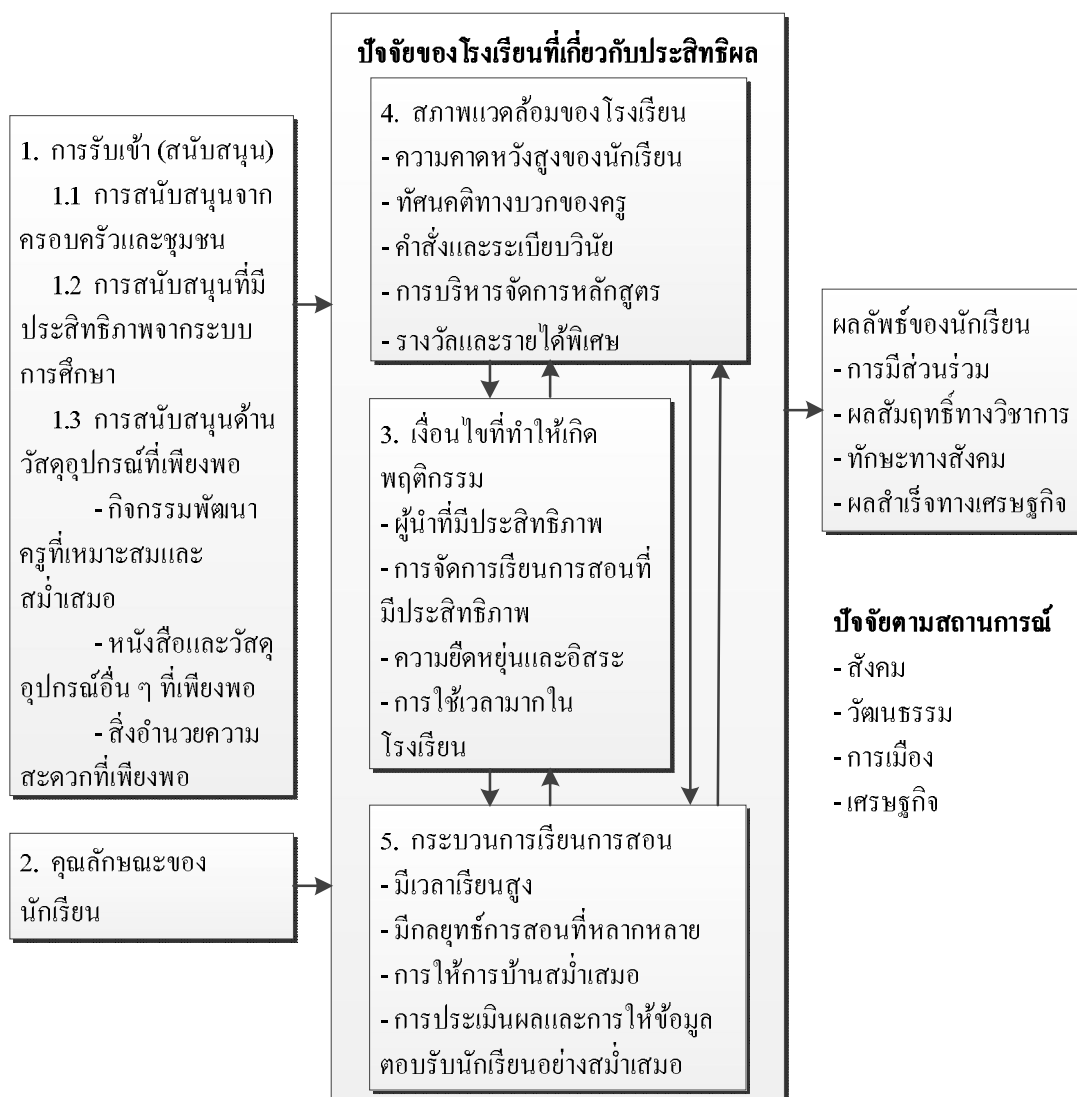 1. การรับเข้า (สนับสนุน)
1.1 การสนับสนุนจาก
ครอบครัวและชุมชน
1.2 การสนับสนุนที่มี
ประสิทธิภาพจากระบบ
การศึกษา
1.3 การสนับสนุนด้าน
วัสดุอุปกรณ์ที่เพียงพอ
- กิจกรรมพัฒนา
ครูที่เหมาะสมและ
สม่ำเสมอ
- หนังสือและวัสดุ
อุปกรณ์อื่น ๆ ที่เพียงพอ
- สิ่งอำนวยความ
สะดวกที่เพียงพอ
2. คุณลักษณะของ
นักเรียน
ปัจจัยของโรงเรียนที่เกี่ยวกับประสิทธิผล
4. สภาพแวดล้อมของโรงเรียน
- ความคาดหวังสูงของนักเรียน
- ทัศนคติทางบวกของครู
- คำสั่งและระเบียบวินัย
- การบริหารจัดการหลักสูตร
- รางวัลและรายได้พิเศษ
3. เงื่อนไขที่ทำให้เกิด
พฤติกรรม
- ผู้นำที่มีประสิทธิภาพ
- การจัดการเรียนการสอนที่
มีประสิทธิภาพ
- ความยืดหยุ่นและอิสระ
- การใช้เวลามากใน
โรงเรียน
5. กระบวนการเรียนการสอน
- มีเวลาเรียนสูง
- มีกลยุทธ์การสอนที่หลากหลาย
- การให้การบ้านสม่ำเสมอ
- การประเมินผลและการให้ข้อมูล
ตอบรับนักเรียนอย่างสม่ำเสมอ
ผลลัพธ์ของนักเรียน
- การมีส่วนร่วม
- ผลสัมฤทธิ์ทางวิชาการ
- ทักษะทางสังคม
- ผลสำเร็จทางเศรษฐกิจ
ปัจจัยตามสถานการณ์
- สังคม
- วัฒนธรรม
- การเมือง
- เศรษฐกิจ